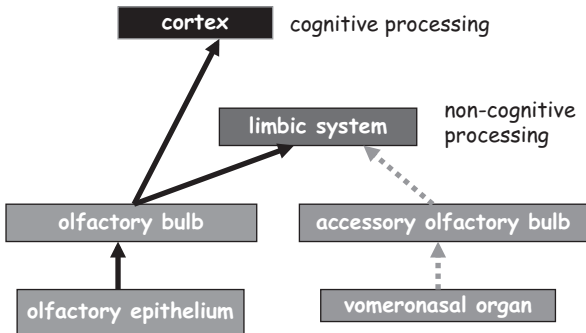 cortex
cognitive processing
limbic system
non-cognitive
processing
olfactory bulb
accessory olfactory bulb
olfactory epithelium
vomeronasal organ